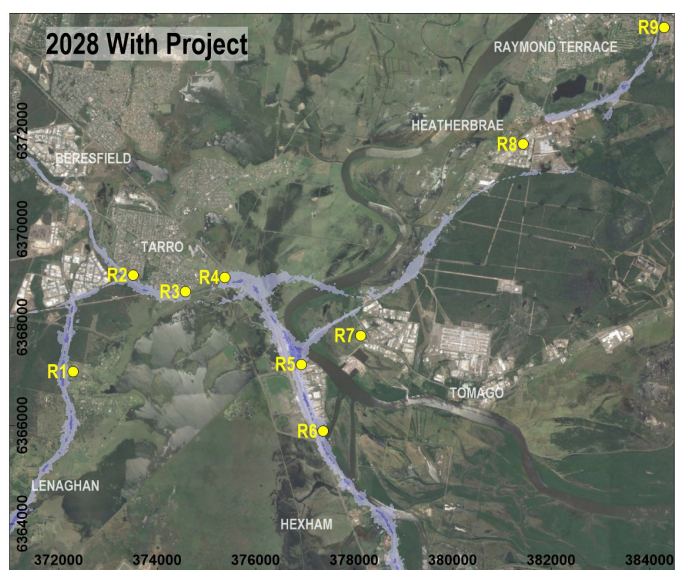 2028 With Project
R9
RAYMOND TERRACE
HEATHERBRAE
R8
BERESFIELD
TARRO
R2
R3
R4
R7
R5
R1
TOMAGO
R6
LENAGHAN
HEXHAM
6372000
6370000
6368000
6366000
6364000
372000 374000 376000 378000 380000 382000 384000